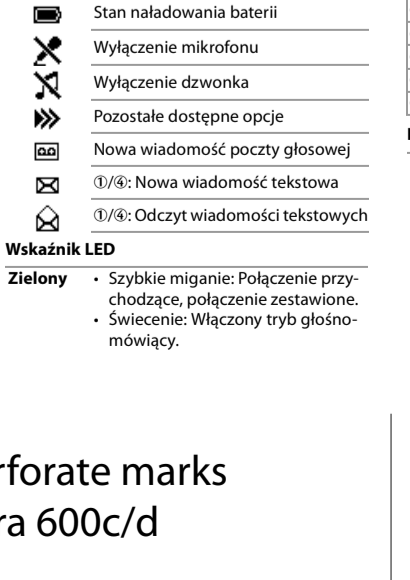 Stan naładowania baterii
Wyłączenie mikrofonu
Wyłączenie dzwonka
Pozostałe dostępne opcje
Nowa wiadomość poczty głosowej
①/④: Nowa wiadomość tekstowa
①/④: Odczyt wiadomości tekstowych
Wskaźnik LED
Zielony • Szybkie miganie: Połączenie przy-
chodzące, połączenie zestawione.
• Świecenie: Włączony tryb głośno-
mówiący.
rforate marks
ra 600c/d